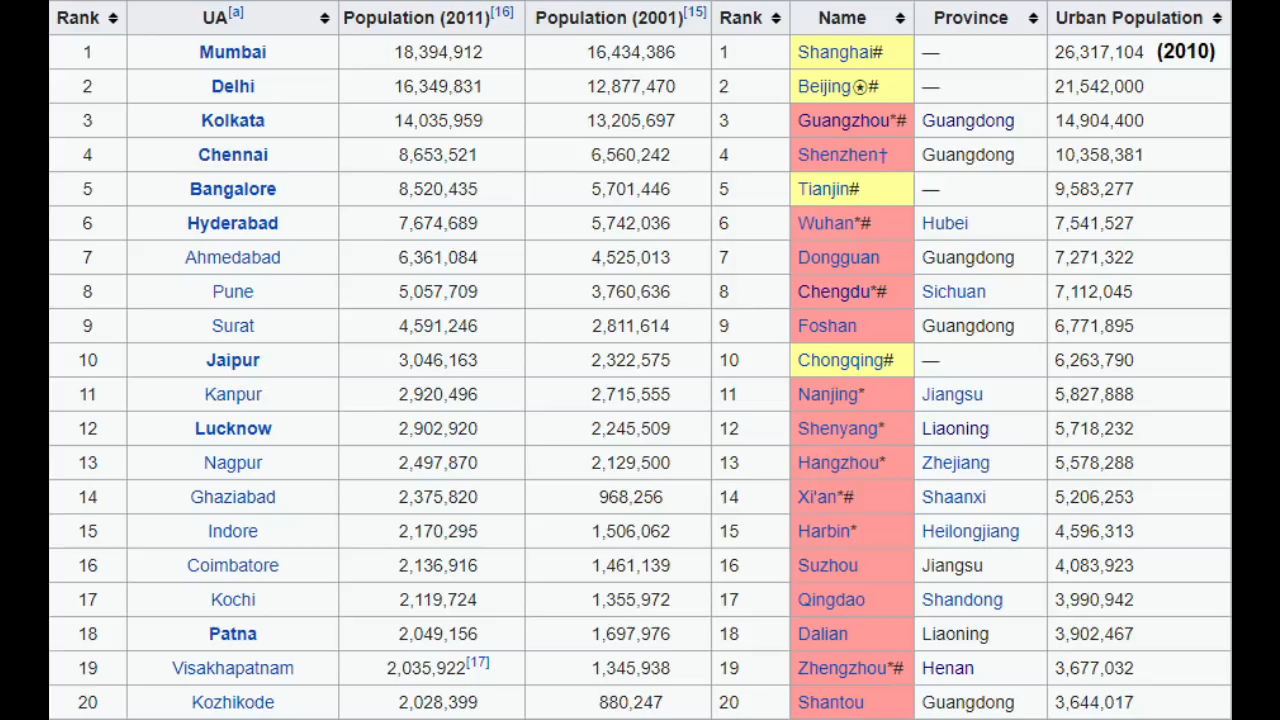 Rank UA[a] Population (2011)[16] Population (2001)[15] Rank Name Province Urban Population
1 Mumbai 18,394,912 16,434,386 1 Shanghai# — 26,317,104 (2010)
2 Delhi 16,349,831 12,877,470 2 Beijing✪# — 21,542,000
3 Kolkata 14,035,959 13,205,697 3 Guangzhou*# Guangdong 14,904,400
4 Chennai 8,653,521 6,560,242 4 Shenzhen† Guangdong 10,358,381
5 Bangalore 8,520,435 5,701,446 5 Tianjin# — 9,583,277
6 Hyderabad 7,674,689 5,742,036 6 Wuhan*# Hubei 7,541,527
7 Ahmedabad 6,361,084 4,525,013 7 Dongguan Guangdong 7,271,322
8 Pune 5,057,709 3,760,636 8 Chengdu*# Sichuan 7,112,045
9 Surat 4,591,246 2,811,614 9 Foshan Guangdong 6,771,895
10 Jaipur 3,046,163 2,322,575 10 Chongqing# — 6,263,790
11 Kanpur 2,920,496 2,715,555 11 Nanjing* Jiangsu 5,827,888
12 Lucknow 2,902,920 2,245,509 12 Shenyang* Liaoning 5,718,232
13 Nagpur 2,497,870 2,129,500 13 Hangzhou* Zhejiang 5,578,288
14 Ghaziabad 2,375,820 968,256 14 Xi'an*# Shaanxi 5,206,253
15 Indore 2,170,295 1,506,062 15 Harbin* Heilongjiang 4,596,313
16 Coimbatore 2,136,916 1,461,139 16 Suzhou Jiangsu 4,083,923
17 Kochi 2,119,724 1,355,972 17 Qingdao Shandong 3,990,942
18 Patna 2,049,156 1,697,976 18 Dalian Liaoning 3,902,467
19 Visakhapatnam 2,035,922[17] 1,345,938 19 Zhengzhou*# Henan 3,677,032
20 Kozhikode 2,028,399 880,247 20 Shantou Guangdong 3,644,017